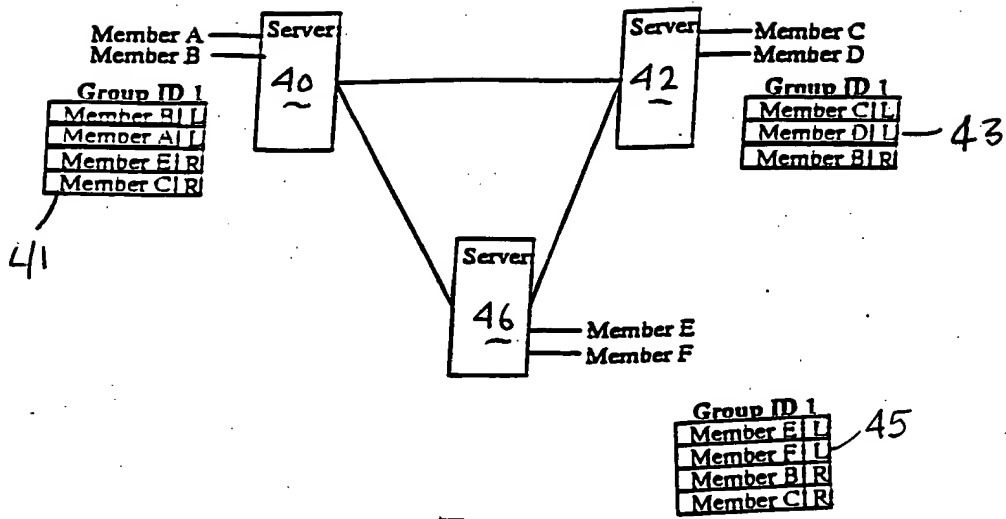 Member A
Member B
Server
40
Group ID 1
Member B L
Member A L
Member E R
Member C R
41
Server
42
Member C
Member D
Group ID 1
Member C L
Member D L
Member B R
43
Server
46
Member E
Member F
Group ID 1
Member E L
Member F L
Member B R
Member C R
45